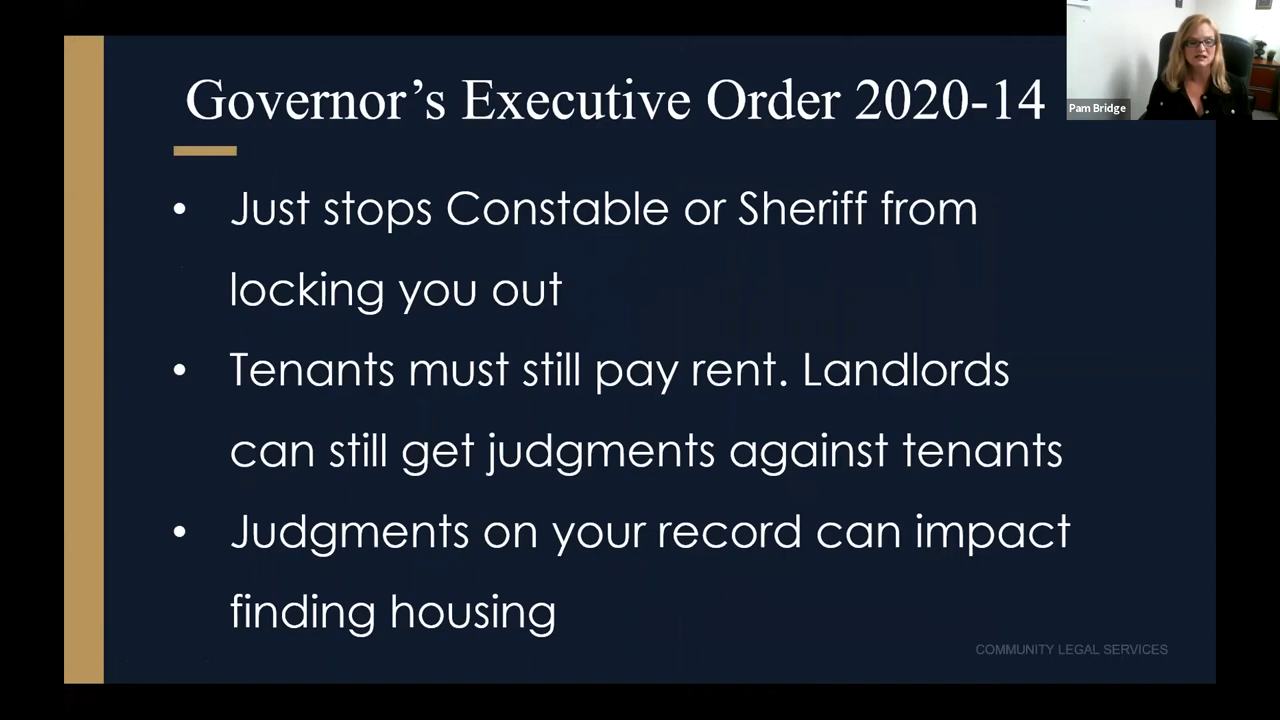 Governor’s Executive Order 2020-14
Pam Bridge
• Just stops Constable or Sheriff from
locking you out
• Tenants must still pay rent. Landlords
can still get judgments against tenants
• Judgments on your record can impact
finding housing
COMMUNITY LEGAL SERVICES